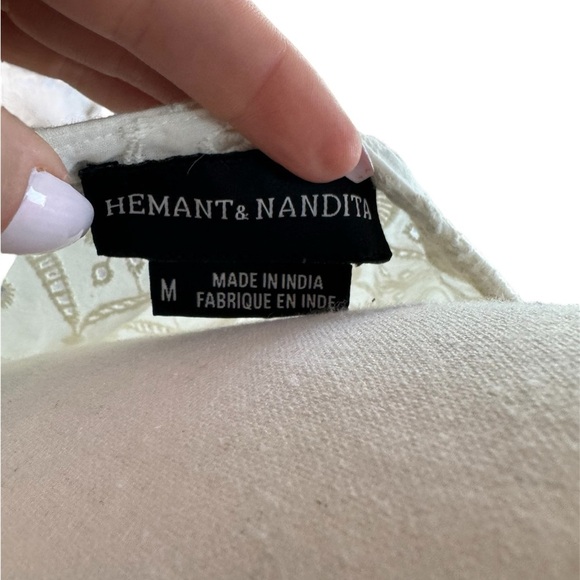 HEMANT & NANDITA
M
MADE IN INDIA
FABRIQUE EN INDE